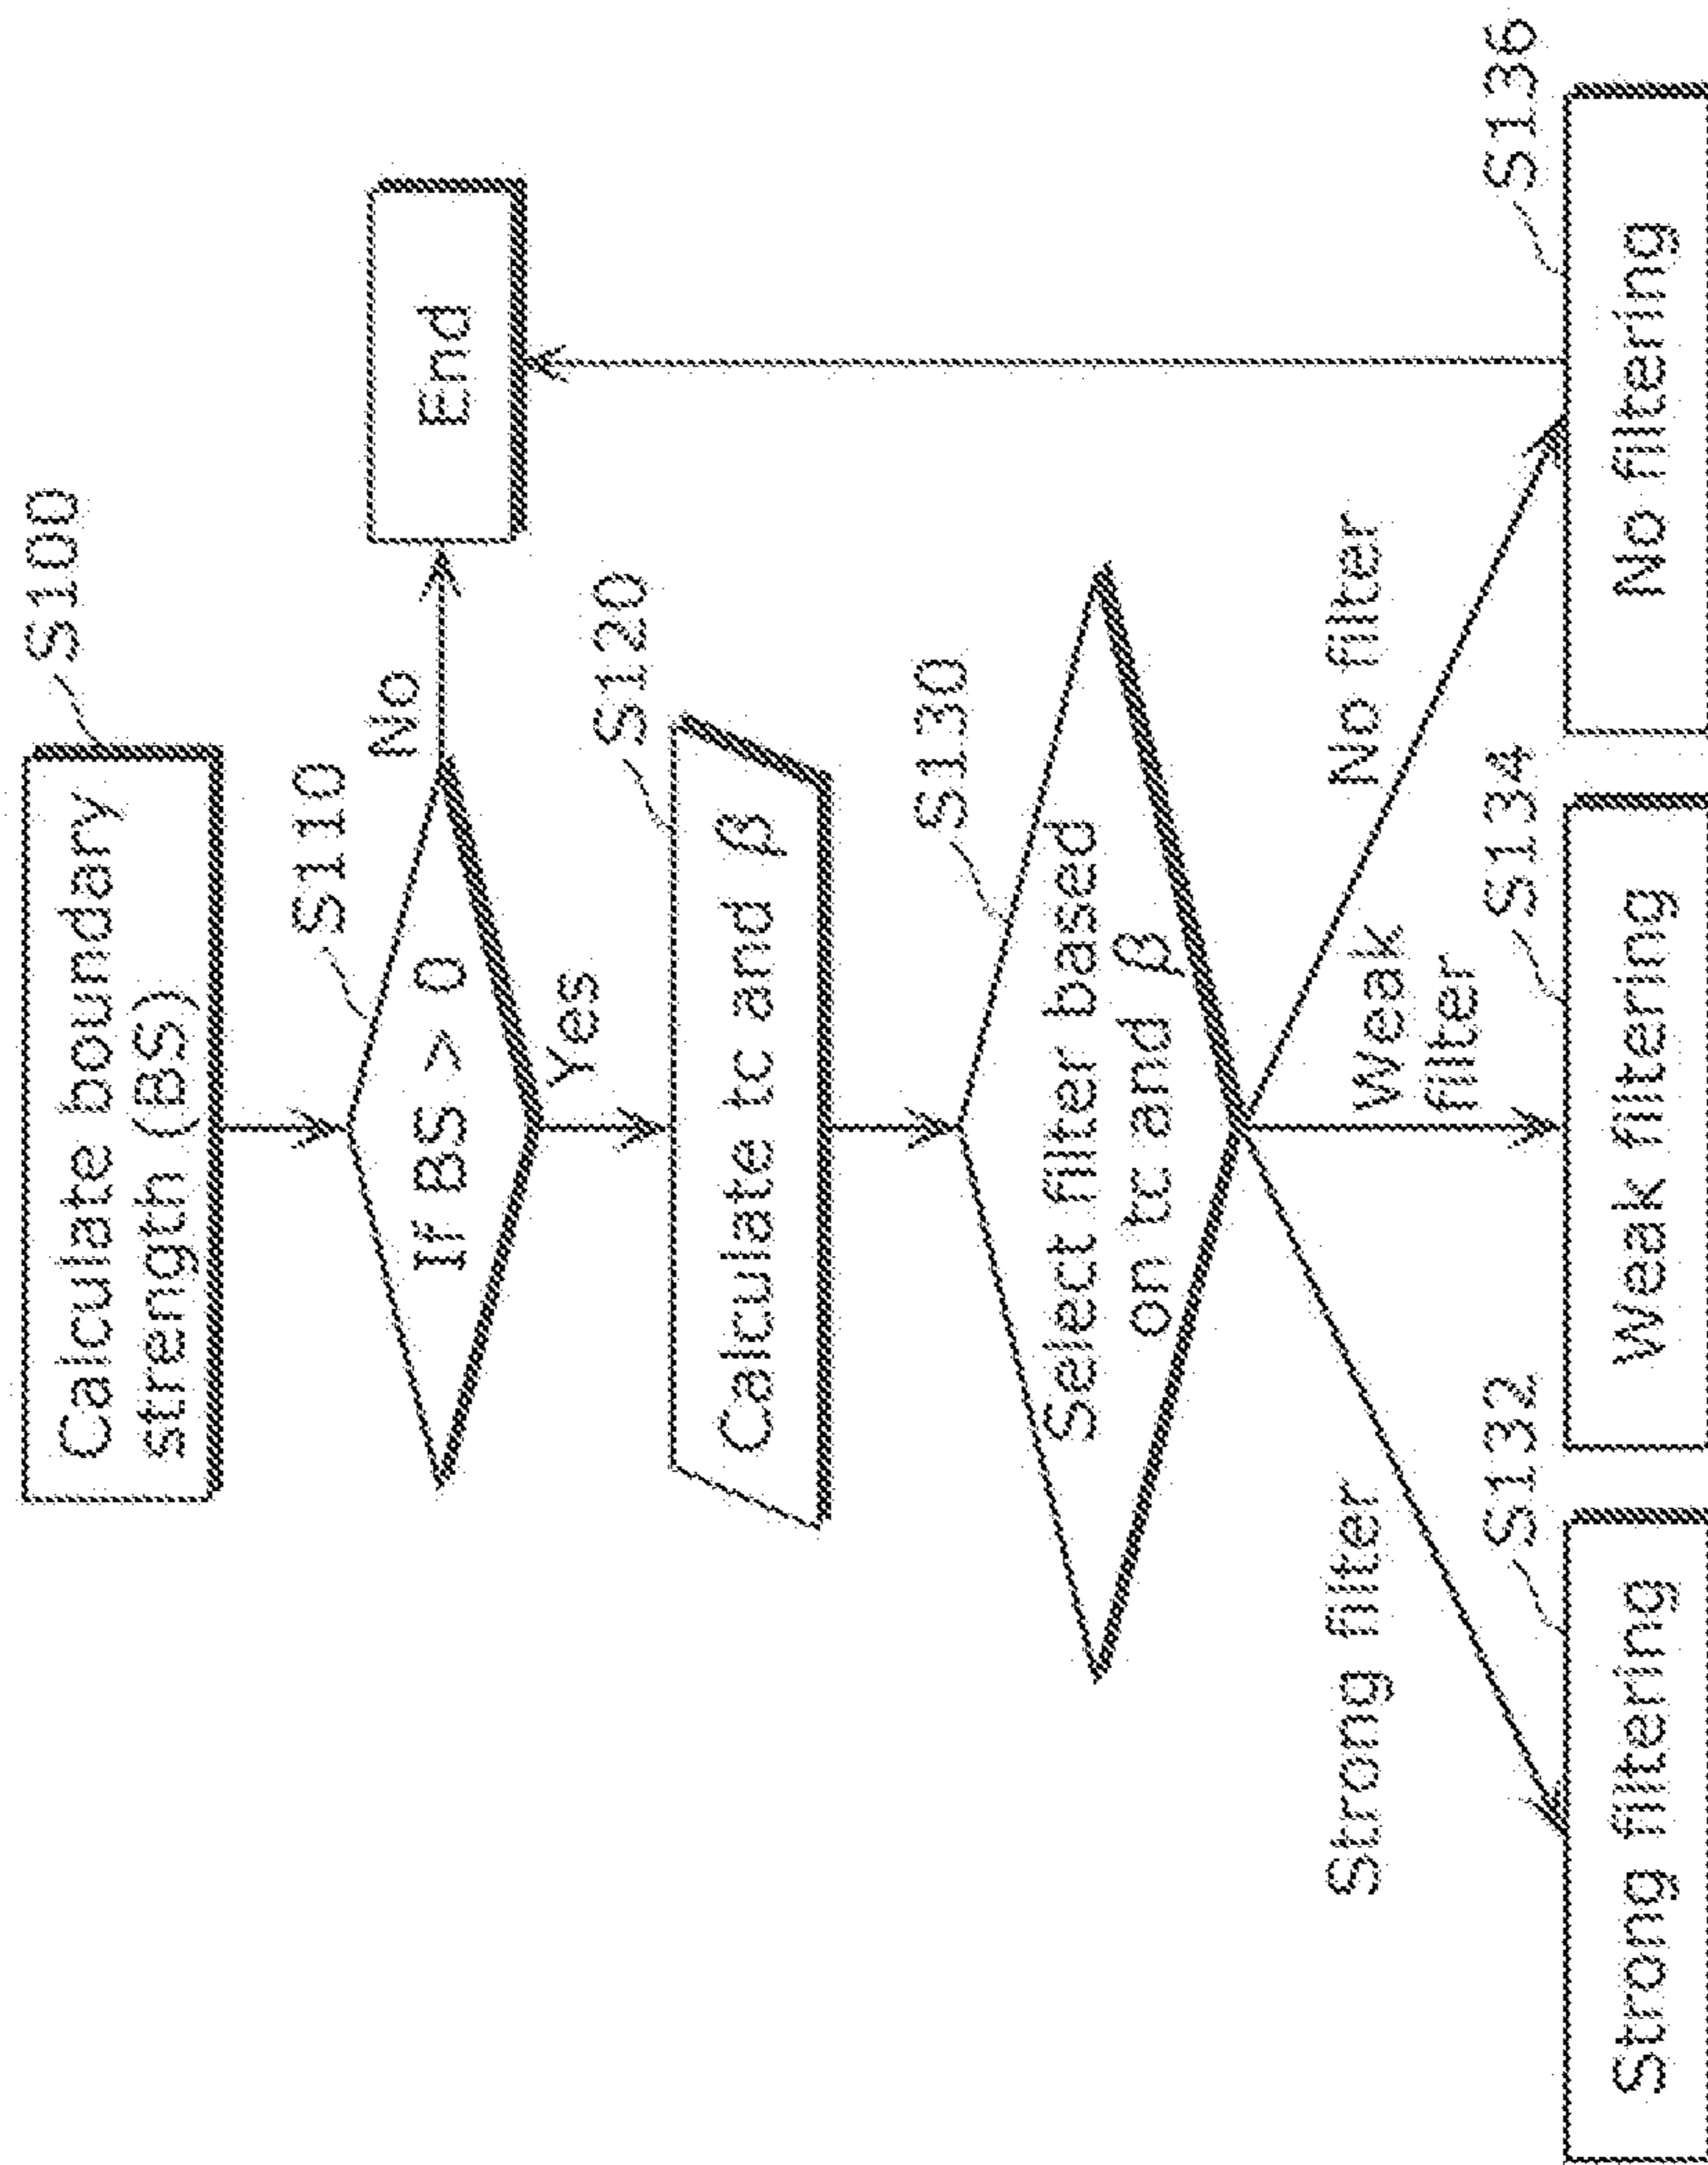 Calculate boundary
strength (BS)
S100
S110
If BS > 0
No
End
Yes
S120
Calculate tc and β
S130
Select filter based
on tc and β
Strong filter
Weak
filter
No filter
S132
Strong filtering
S134
Weak filtering
S136
No filtering